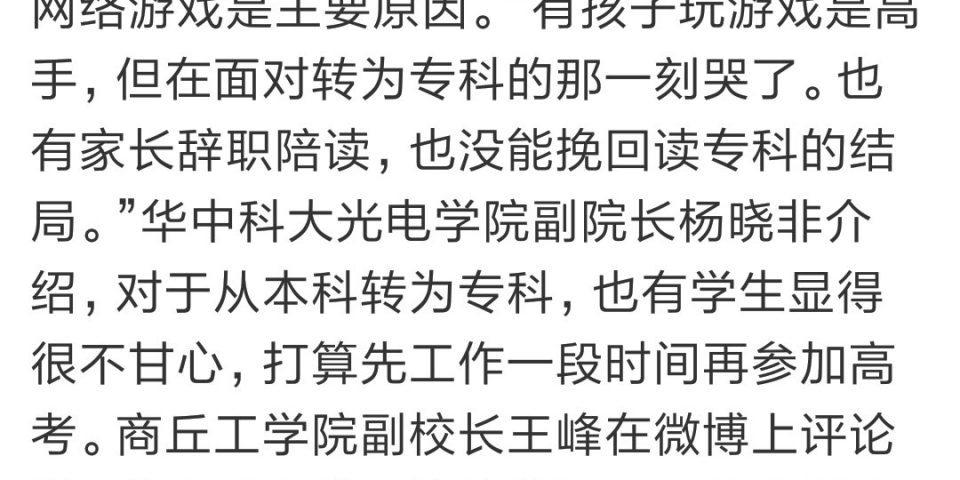 网络游戏是主要原因。“有孩子玩游戏是高
手，但在面对转为专科的那一刻哭了。也
有家长辞职陪读，也没能挽回读专科的结
局。”华中科大光电学院副院长杨晓非介
绍，对于从本科转为专科，也有学生显得
很不甘心，打算先工作一段时间再参加高
考。商丘工学院副校长王峰在微博上评论